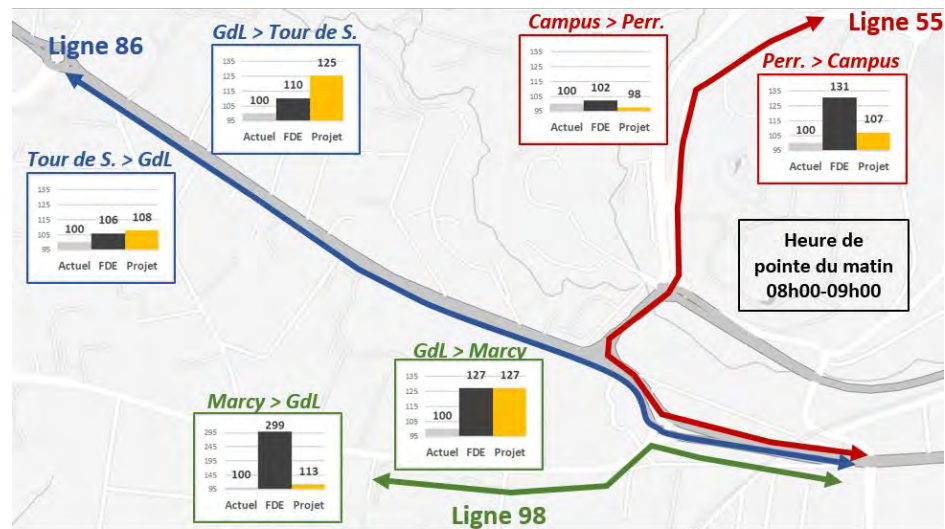 Ligne 86
GdL > Tour de S.
135
125
115
105
95
100
110
125
Actuel FDE Projet
Campus > Perr.
135
125
115
105
95
100
102
98
Actuel FDE Projet
Ligne 55
Perr. > Campus
135
125
115
105
95
100
131
107
Actuel FDE Projet
Tour de S. > GdL
135
125
115
105
95
100
106
108
Actuel FDE Projet
Heure de
pointe du matin
08h00-09h00
GdL > Marcy
135
125
115
105
95
100
127
127
Actuel FDE Projet
Marcy > GdL
295
245
195
145
95
100
299
113
Actuel FDE Projet
Ligne 98